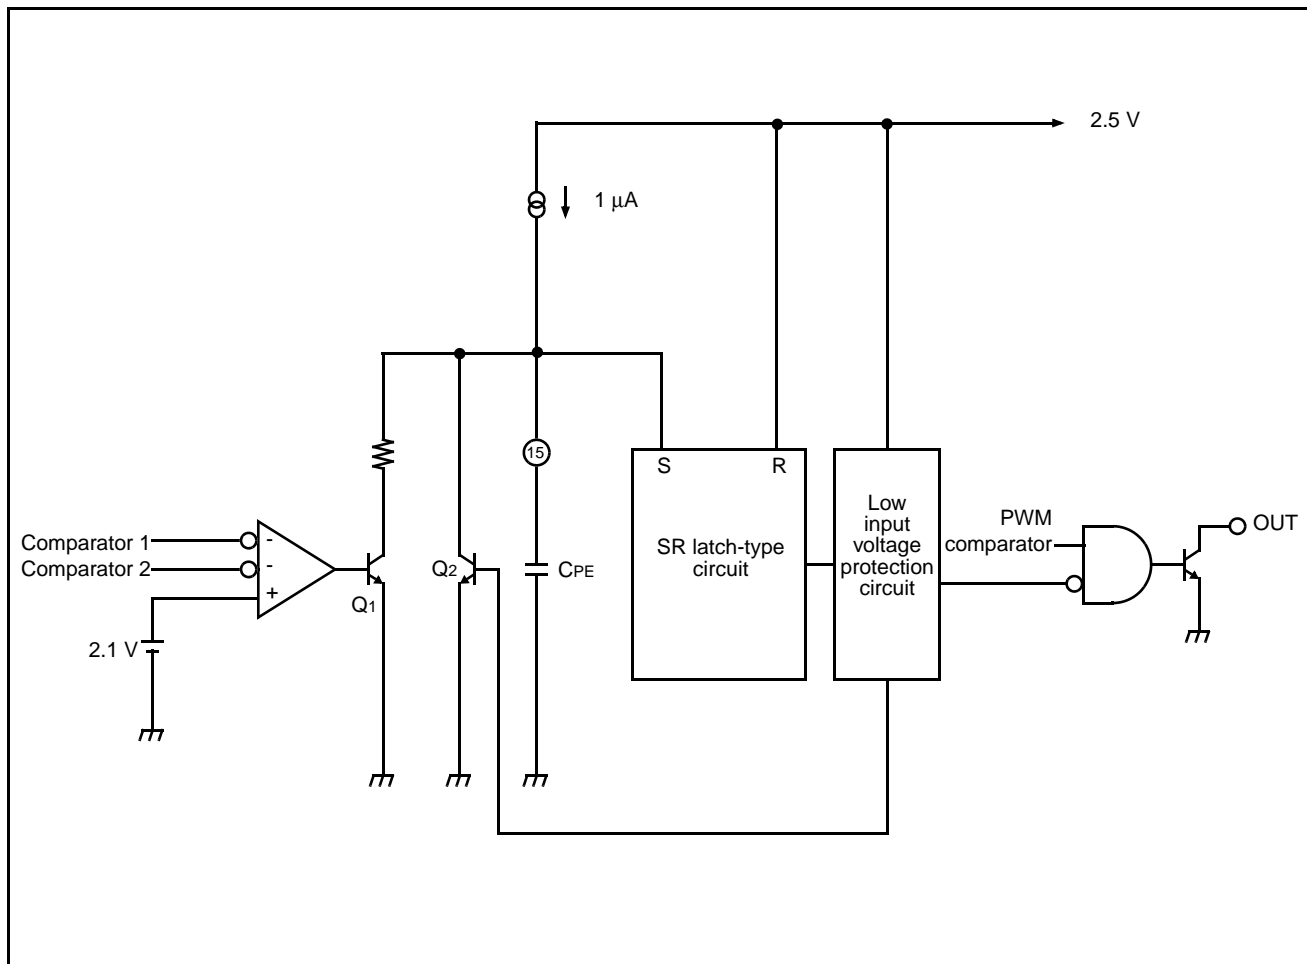 2.5 V
1 μA
15
S
R
Low
input
voltage
protection
circuit
PWM
comparator
OUT
Comparator 1
Comparator 2
-
-
+
Q1
Q2
CPE
SR latch-type
circuit
2.1 V